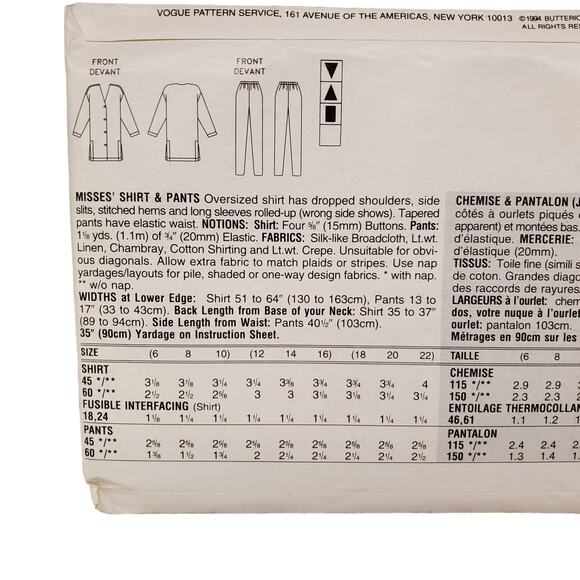 VOGUE PATTERN SERVICE, 161 AVENUE OF THE AMERICAS, NEW YORK 10013 ©1994 BUTTERIC
ALL RIGHTS RES
FRONT
DEVANT
FRONT
DEVANT
MISSES' SHIRT & PANTS Oversized shirt has dropped shoulders, side
slits, stitched hems and long sleeves rolled-up (wrong side shows). Tapered
pants have elastic waist. NOTIONS: Shirt: Four ⅝" (15mm) Buttons. Pants:
1⅛ yds. (1.1m) of ¾" (20mm) Elastic. FABRICS: Silk-like Broadcloth, Lt.wt.
Linen, Chambray, Cotton Shirting and Lt.wt. Crepe. Unsuitable for obvi-
ous diagonals. Allow extra fabric to match plaids or stripes. Use nap
yardages/layouts for pile, shaded or one-way design fabrics. * with nap.
** w/o nap.
WIDTHS at Lower Edge: Shirt 51 to 64" (130 to 163cm), Pants 13 to
17" (33 to 43cm). Back Length from Base of your Neck: Shirt 35 to 37"
(89 to 94cm). Side Length from Waist: Pants 40½" (103cm).
35" (90cm) Yardage on Instruction Sheet.
SIZE (6 8 10) (12 14 16) (18 20 22)
SHIRT
45 */** 3⅛ 3⅛ 3¼ 3¼ 3⅜ 3¾ 3¾ 3¾ 4
60 */** 2½ 2½ 2⅝ 3 3 3⅛ 3⅛ 3¼ 3¼
FUSIBLE INTERFACING (Shirt)
18,24 1⅛ 1¼ 1¼ 1¼ 1¼ 1¼ 1¼ 1¼ 1¼
PANTS
45 */** 2⅝ 2⅝ 2⅝ 2⅝ 2⅝ 2⅝ 2⅝ 2⅝ 2⅝
60 */** 1⅜ 1½ 1¾ 2 2¼ 2¼ 2¼ 2¼ 2½
CHEMISE & PANTALON (J
côtés à ourlets piqués
apparent) et montées bas.
d'élastique. MERCERIE:
d'élastique (20mm).
TISSUS: Toile fine (simili s
de coton. Grandes diago
des raccords de rayures
LARGEURS à l'ourlet: chem
dos, votre nuque à l'ourlet
ourlet: pantalon 103cm.
Métrages en 90cm sur les
TAILLE (6 8
CHEMISE
115 */** 2.9 2.9
150 */** 2.3 2.3
ENTOILAGE THERMOCOLLAN
46,61 1.1 1.2
PANTALON
115 */** 2.4 2.4
150 */** 1.3 1.4